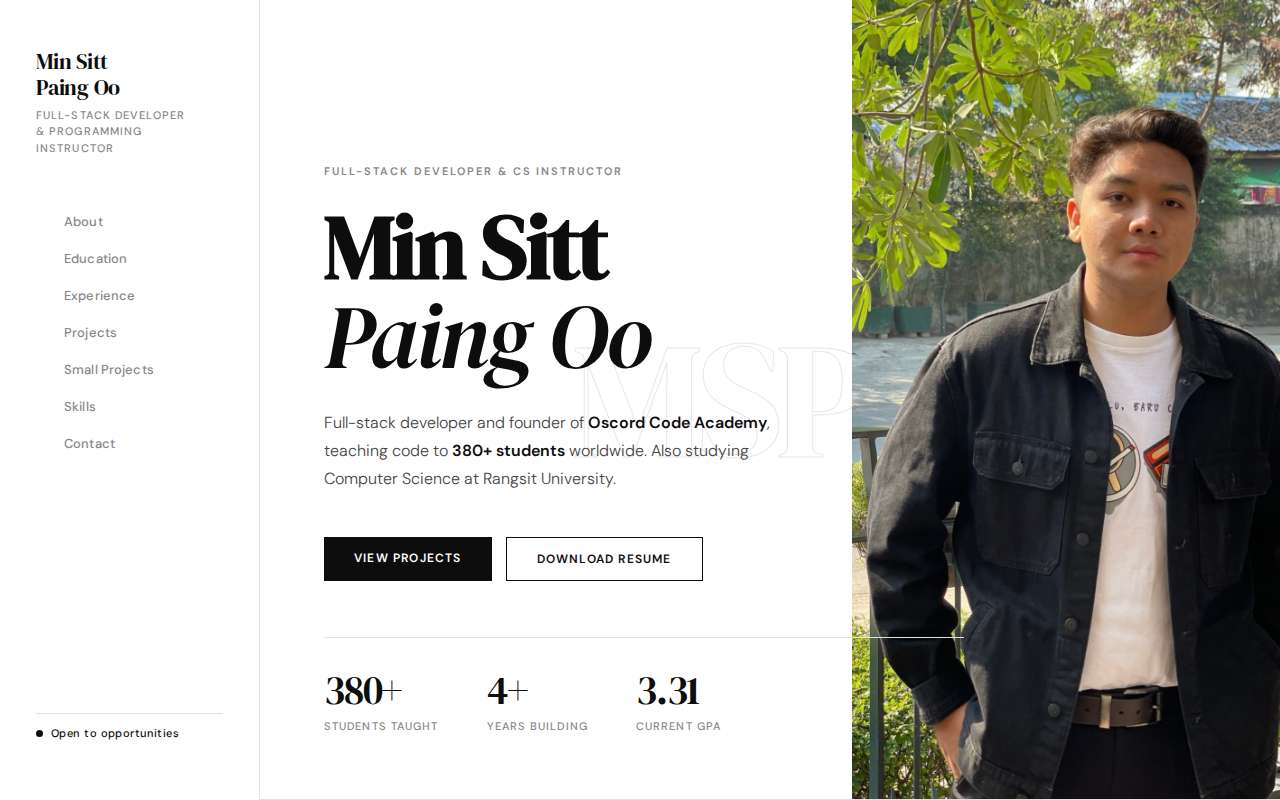 Min Sitt
Paing Oo
FULL-STACK DEVELOPER
& PROGRAMMING
INSTRUCTOR
About
Education
Experience
Projects
Small Projects
Skills
Contact
Open to opportunities
FULL-STACK DEVELOPER & CS INSTRUCTOR
Min Sitt
Paing Oo
MSP
Full-stack developer and founder of Oscord Code Academy,
teaching code to 380+ students worldwide. Also studying
Computer Science at Rangsit University.
VIEW PROJECTS
DOWNLOAD RESUME
380+
STUDENTS TAUGHT
4+
YEARS BUILDING
3.31
CURRENT GPA